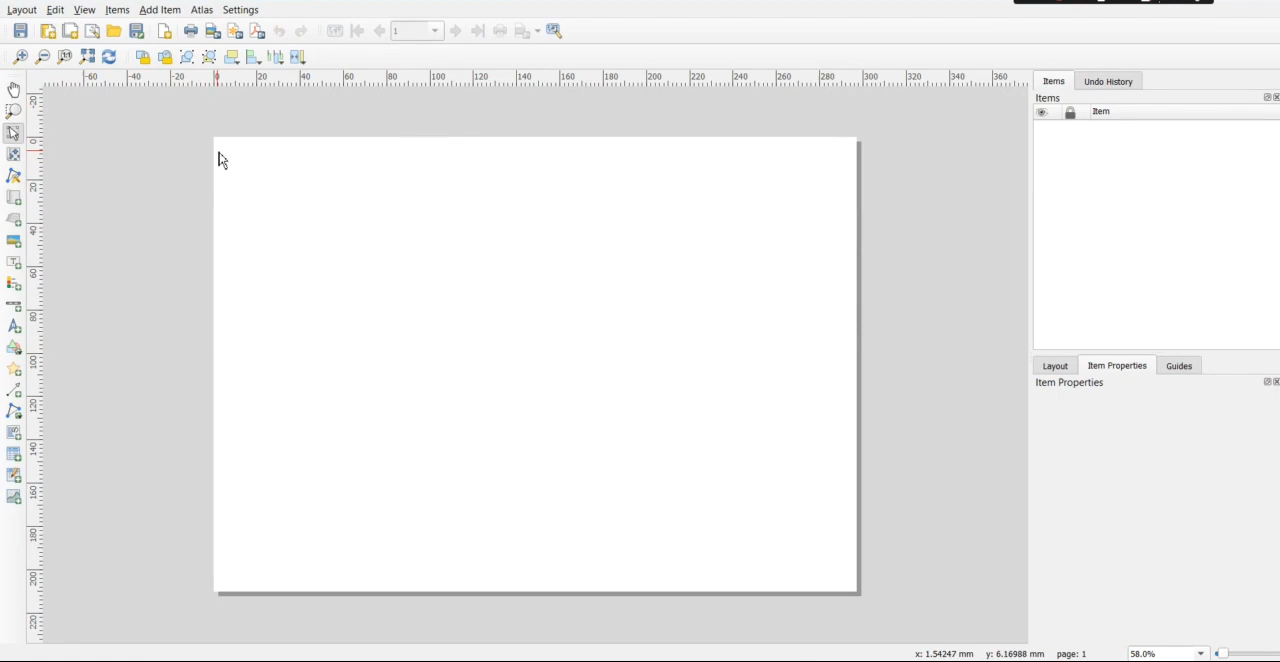 Layout Edit View Items Add Item Atlas Settings
1
-60 -40 -20 0 20 40 60 80 100 120 140 160 180 200 220 240 260 280 300 320 340 360
Items Undo History
Items
Item
-20
0
20
40
60
80
100
120
140
160
180
200
220
Layout Item Properties Guides
Item Properties
x: 1.54247 mm y: 6.16988 mm page: 1 58.0%